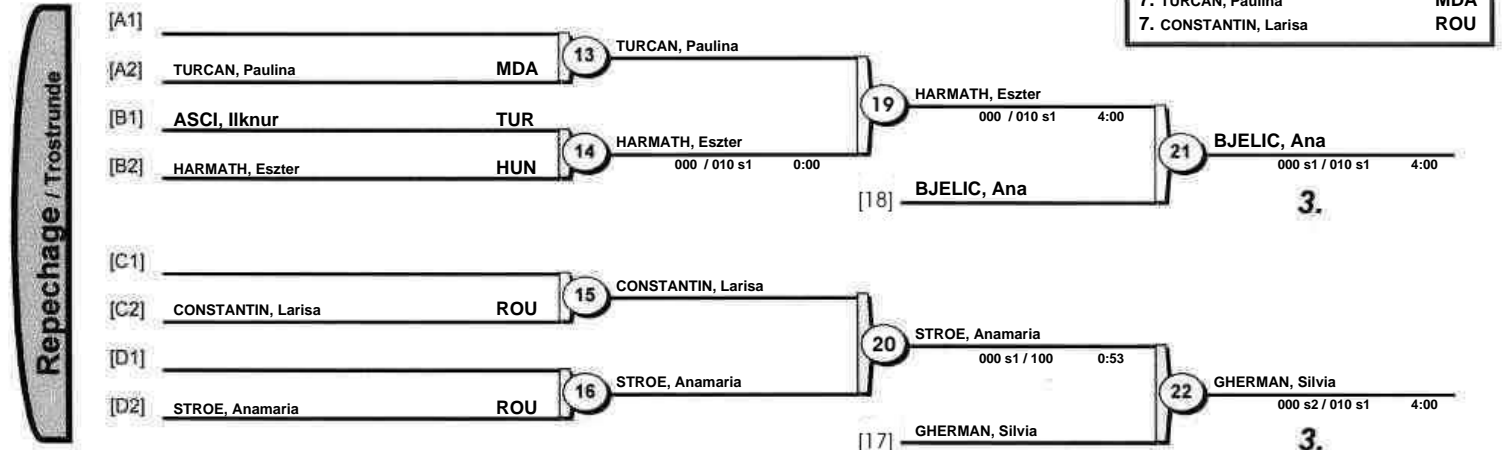 7. TURCAN, Paulina MDA
7. CONSTANTIN, Larisa ROU
Repechage / Trostrunde
[A1]
[A2] TURCAN, Paulina MDA
13
TURCAN, Paulina
[B1] ASCI, Ilknur TUR
[B2] HARMATH, Eszter HUN
14
HARMATH, Eszter
000 / 010 s1 0:00
19
HARMATH, Eszter
000 / 010 s1 4:00
[18] BJELIC, Ana
21
BJELIC, Ana
000 s1 / 010 s1 4:00
3.
[C1]
[C2] CONSTANTIN, Larisa ROU
15
CONSTANTIN, Larisa
[D1]
[D2] STROE, Anamaria ROU
16
STROE, Anamaria
20
STROE, Anamaria
000 s1 / 100 0:53
[17] GHERMAN, Silvia
22
GHERMAN, Silvia
000 s2 / 010 s1 4:00
3.